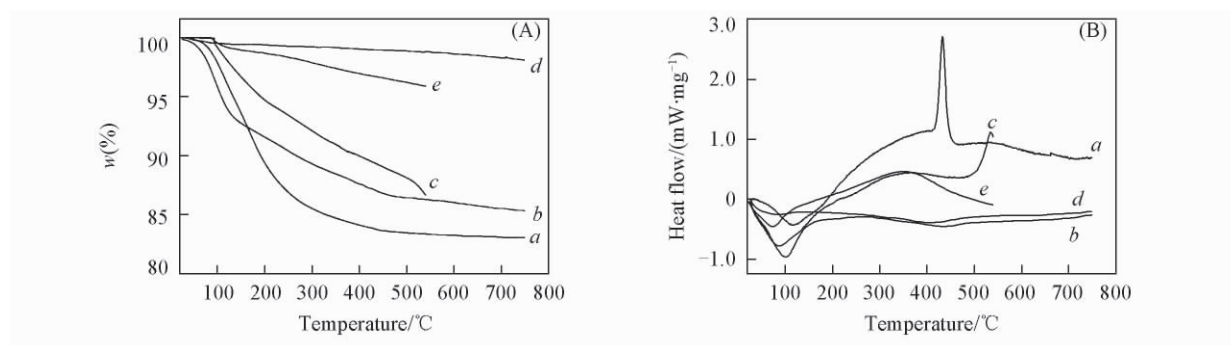 (A)
100
95
90
85
80
w(%)
d
e
c
b
a
100 200 300 400 500 600 700 800
Temperature/℃
(B)
3.0
2.0
1.0
0
−1.0
Heat flow/(mW·mg⁻¹)
c
a
e
d
b
100 200 300 400 500 600 700 800
Temperature/℃